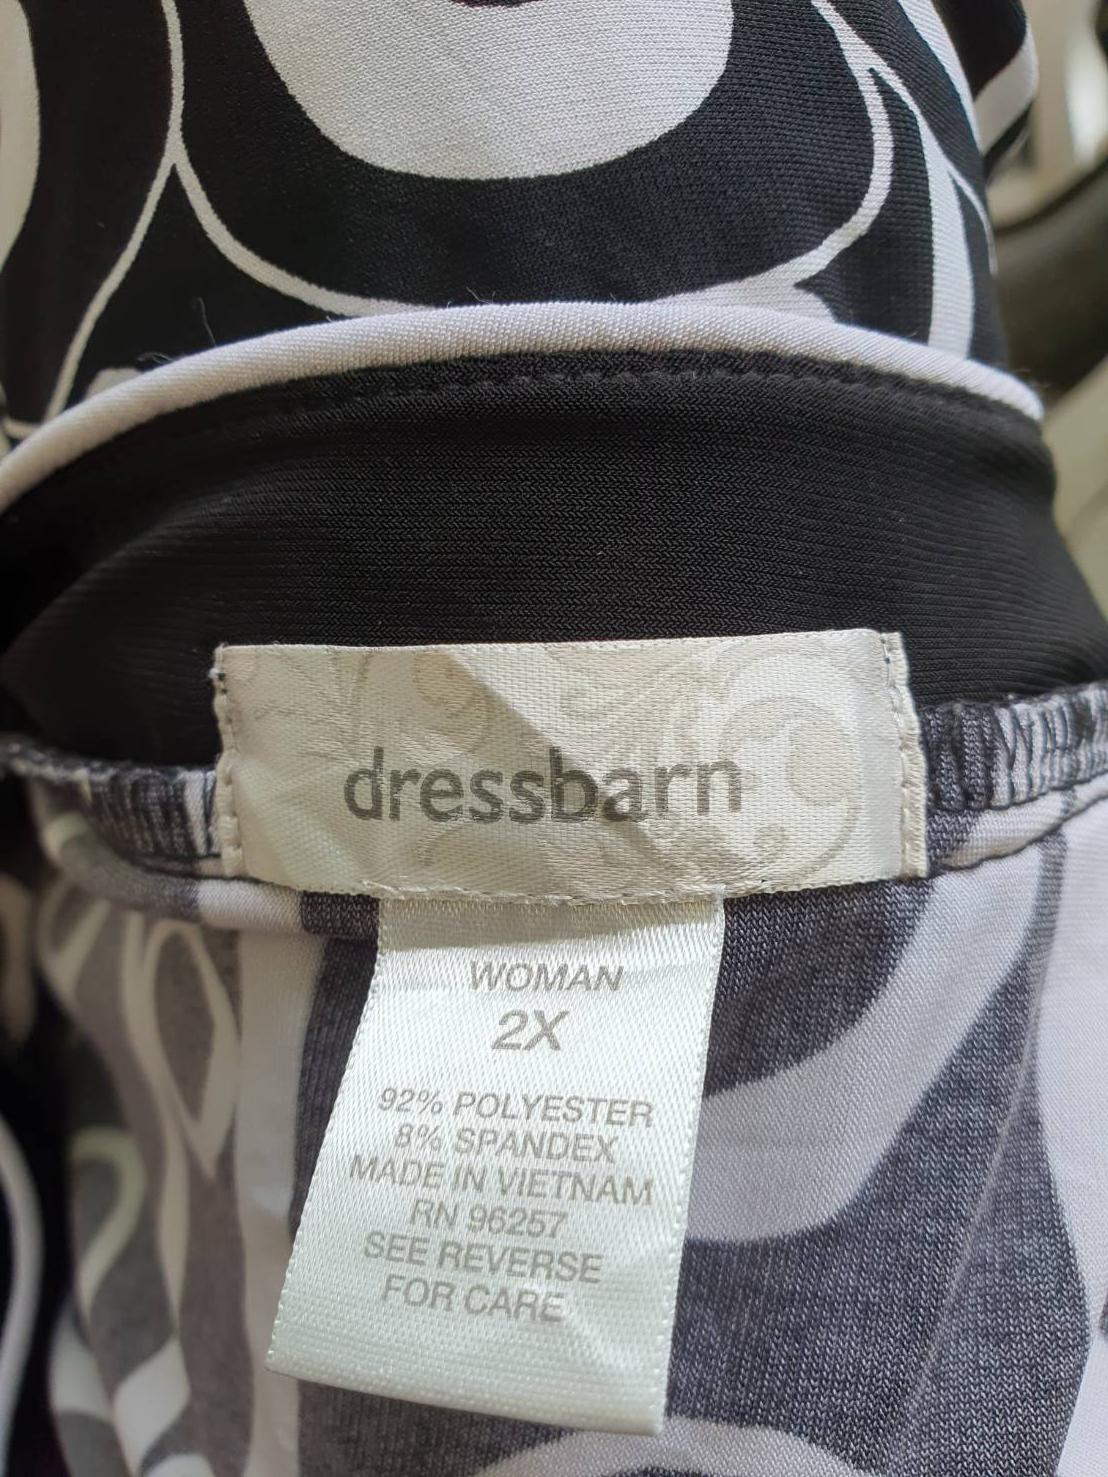 dressbarn
WOMAN
2X
92% POLYESTER
8% SPANDEX
MADE IN VIETNAM
RN 96257
SEE REVERSE
FOR CARE